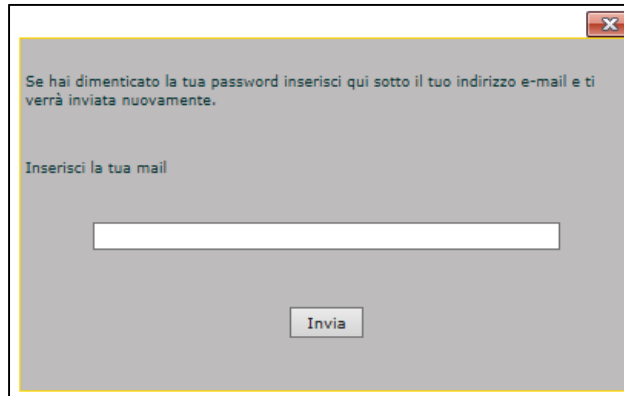 Se hai dimenticato la tua password inserisci qui sotto il tuo indirizzo e-mail e ti
verrà inviata nuovamente.
Inserisci la tua mail
Invia